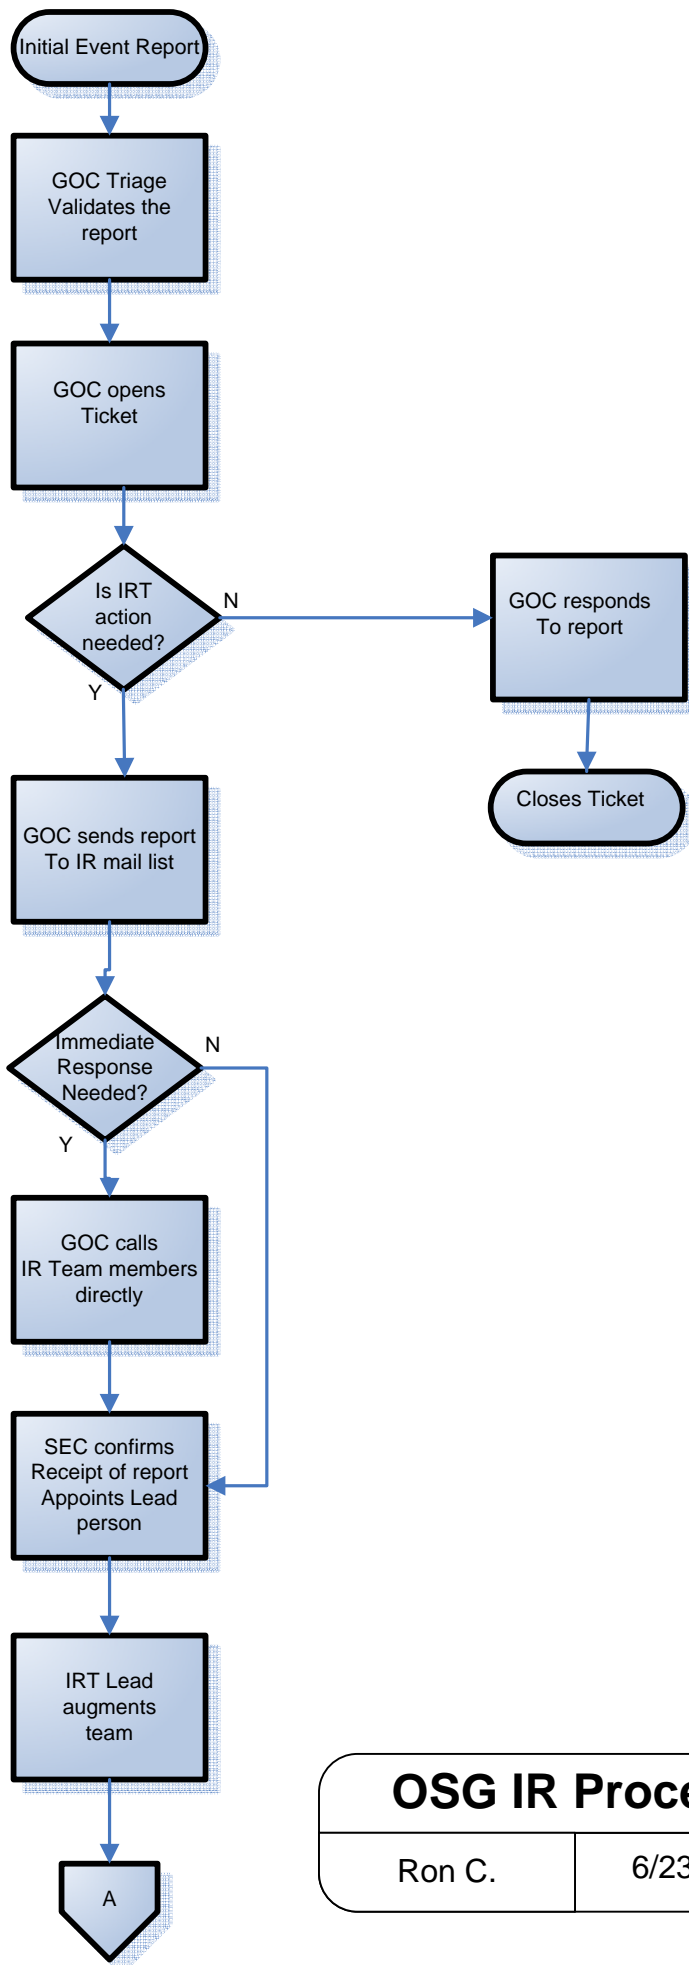 Initial Event Report
GOC Triage
Validates the
report
GOC opens
Ticket
Is IRT
action
needed?
N
Y
GOC responds
To report
Closes Ticket
GOC sends report
To IR mail list
Immediate
Response
Needed?
N
Y
GOC calls
IR Team members
directly
SEC confirms
Receipt of report
Appoints Lead
person
IRT Lead
augments
team
A
OSG IR
Ron C.